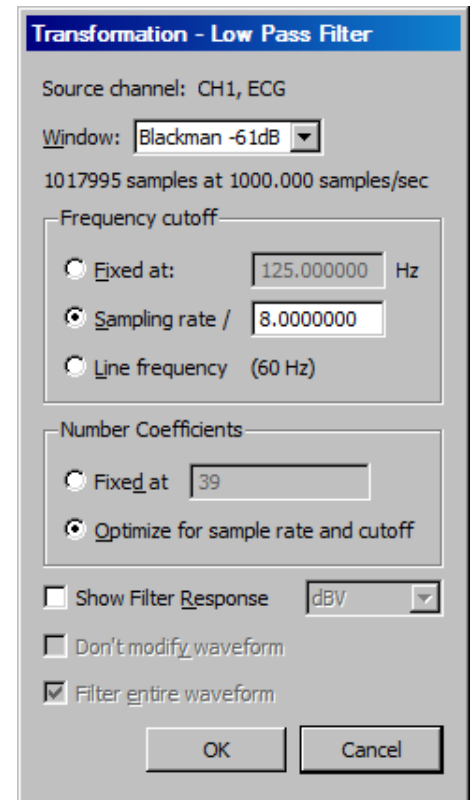 Transformation - Low Pass Filter
Source channel: CH1, ECG
Window: Blackman -61dB
1017995 samples at 1000.000 samples/sec
Frequency cutoff
Fixed at: 125.000000 Hz
Sampling rate / 8.0000000
Line frequency (60 Hz)
Number Coefficients
Fixed at 39
Optimize for sample rate and cutoff
Show Filter Response dBV
Don't modify waveform
Filter entire waveform
OK Cancel